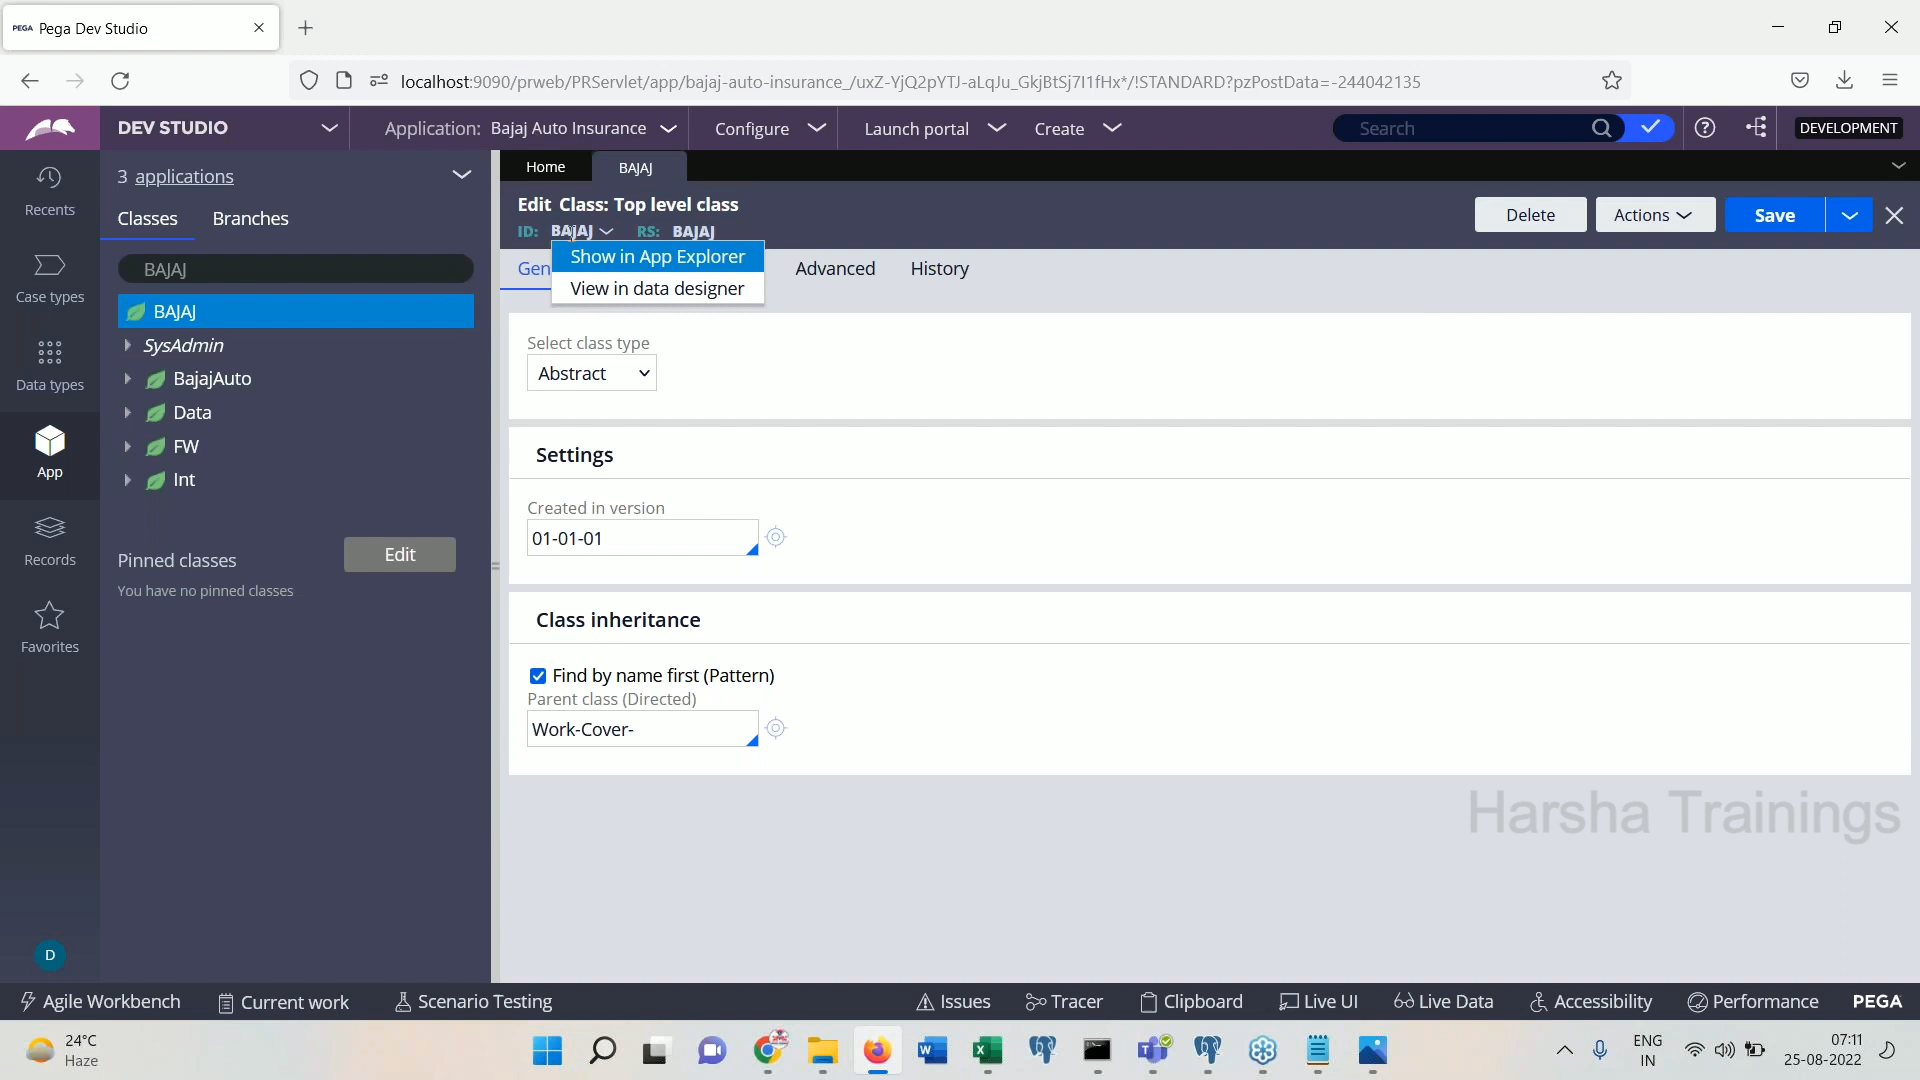 PEGA Pega Dev Studio
localhost:9090/prweb/PRServlet/app/bajaj-auto-insurance_/uxZ-YjQ2pYTJ-aLqJu_GkjBtSj7I1fHx*/!STANDARD?pzPostData=-244042135
DEV STUDIO
Application: Bajaj Auto Insurance
Configure
Launch portal
Create
Search
DEVELOPMENT
Recents
Case types
Data types
App
Records
Favorites
D
3 applications
Classes Branches
BAJAJ
BAJAJ
SysAdmin
BajajAuto
Data
FW
Int
Pinned classes
Edit
You have no pinned classes
Home BAJAJ
Edit Class: Top level class
ID: BAJAJ RS: BAJAJ
Delete Actions Save
Show in App Explorer
View in data designer
Gen
Advanced History
Select class type
Abstract
Settings
Created in version
01-01-01
Class inheritance
Find by name first (Pattern)
Parent class (Directed)
Work-Cover-
Harsha Trainings
Agile Workbench Current work Scenario Testing Issues Tracer Clipboard Live UI Live Data Accessibility Performance PEGA
24°C
Haze
ENG
IN
07:11
25-08-2022